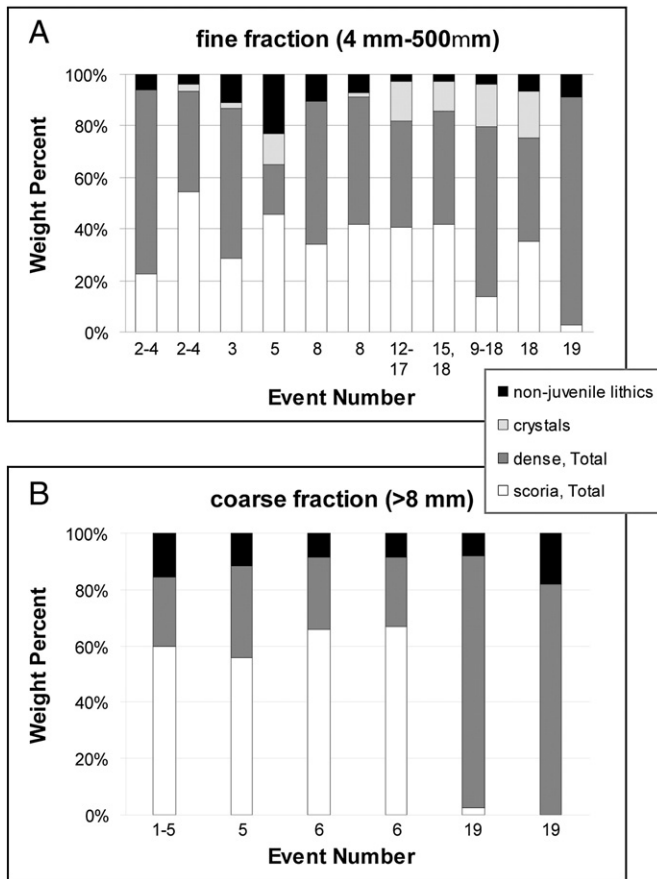 A
fine fraction (4 mm-500mm)
100%
80%
60%
40%
20%
0%
Weight Percent
2-4 2-4 3 5 8 8 12-17 15, 18 9-18 18 19
Event Number
non-juvenile lithics
crystals
dense, Total
scoria, Total
B
coarse fraction (>8 mm)
100%
80%
60%
40%
20%
0%
Weight Percent
1-5 5 6 6 19 19
Event Number